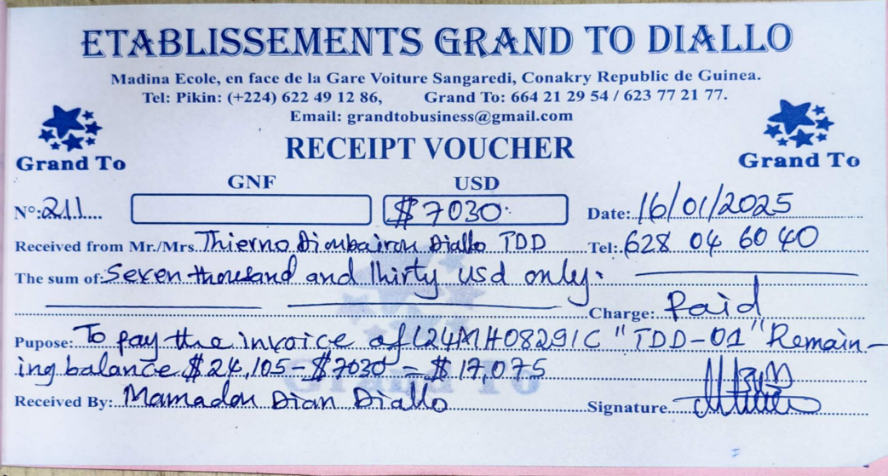 ETABLISSEMENTS GRAND TO DIALLO
Madina Ecole, en face de la Gare Voiture Sangaredi, Conakry Republic de Guinea.
Tel: Pikin: (+224) 622 49 12 86, Grand To: 664 21 29 54 / 623 77 21 77.
Email: grandtobusiness@gmail.com
Grand To
RECEIPT VOUCHER
Grand To
GNF USD
N°: 211 $7030 Date: 16/01/2025
Received from Mr./Mrs. Thierno Diallo TDD Tel: 628 04 60 40
The sum of: Seven thousand and thirty usd only.
Charge: Paid
Pupose: To pay the invoice of L24MH0829IC "TDD-01" Remain-
ing balance $24,105-$7030 = $17,075
Grand To
Received By: Mamadou Dian Diallo Signature